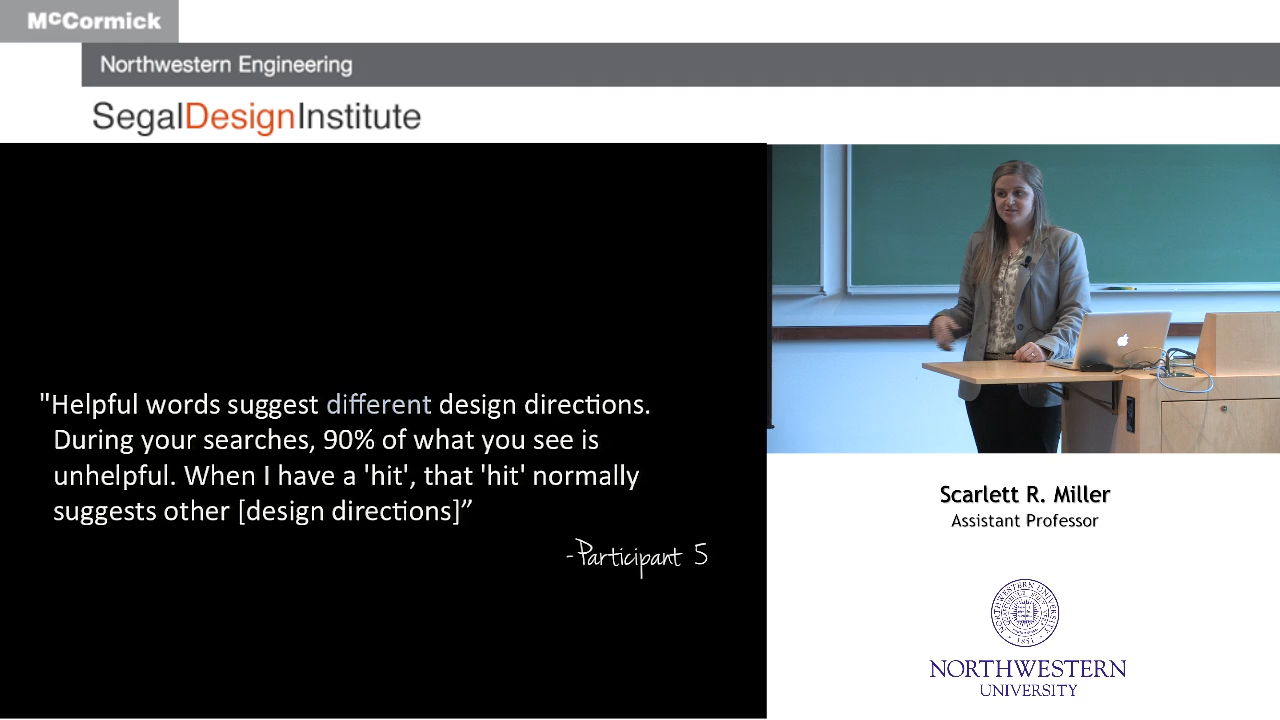 McCormick
Northwestern Engineering
SegalDesignInstitute
"Helpful words suggest different design directions.
During your searches, 90% of what you see is
unhelpful. When I have a 'hit', that 'hit' normally
suggests other [design directions]”
-Participant 5
Scarlett R. Miller
Assistant Professor
NORTHWESTERN
UNIVERSITY